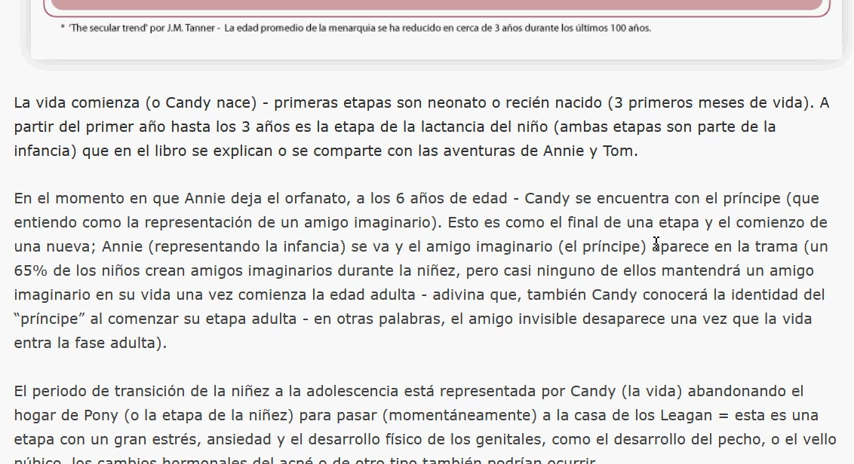 * 'The secular trend' por J.M. Tanner - La edad promedio de la menarquia se ha reducido en cerca de 3 años durante los últimos 100 años.
La vida comienza (o Candy nace) - primeras etapas son neonato o recién nacido (3 primeros meses de vida). A
partir del primer año hasta los 3 años es la etapa de la lactancia del niño (ambas etapas son parte de la
infancia) que en el libro se explican o se comparte con las aventuras de Annie y Tom.
En el momento en que Annie deja el orfanato, a los 6 años de edad - Candy se encuentra con el príncipe (que
entiendo como la representación de un amigo imaginario). Esto es como el final de una etapa y el comienzo de
una nueva; Annie (representando la infancia) se va y el amigo imaginario (el príncipe) aparece en la trama (un
65% de los niños crean amigos imaginarios durante la niñez, pero casi ninguno de ellos mantendrá un amigo
imaginario en su vida una vez comienza la edad adulta - adivina que, también Candy conocerá la identidad del
“príncipe” al comenzar su etapa adulta - en otras palabras, el amigo invisible desaparece una vez que la vida
entra la fase adulta).
El periodo de transición de la niñez a la adolescencia está representada por Candy (la vida) abandonando el
hogar de Pony (o la etapa de la niñez) para pasar (momentáneamente) a la casa de los Leagan = esta es una
etapa con un gran estrés, ansiedad y el desarrollo físico de los genitales, como el desarrollo del pecho, o el vello
púbico, los cambios hormonales del acné o de otro tipo también podrían ocurrir.